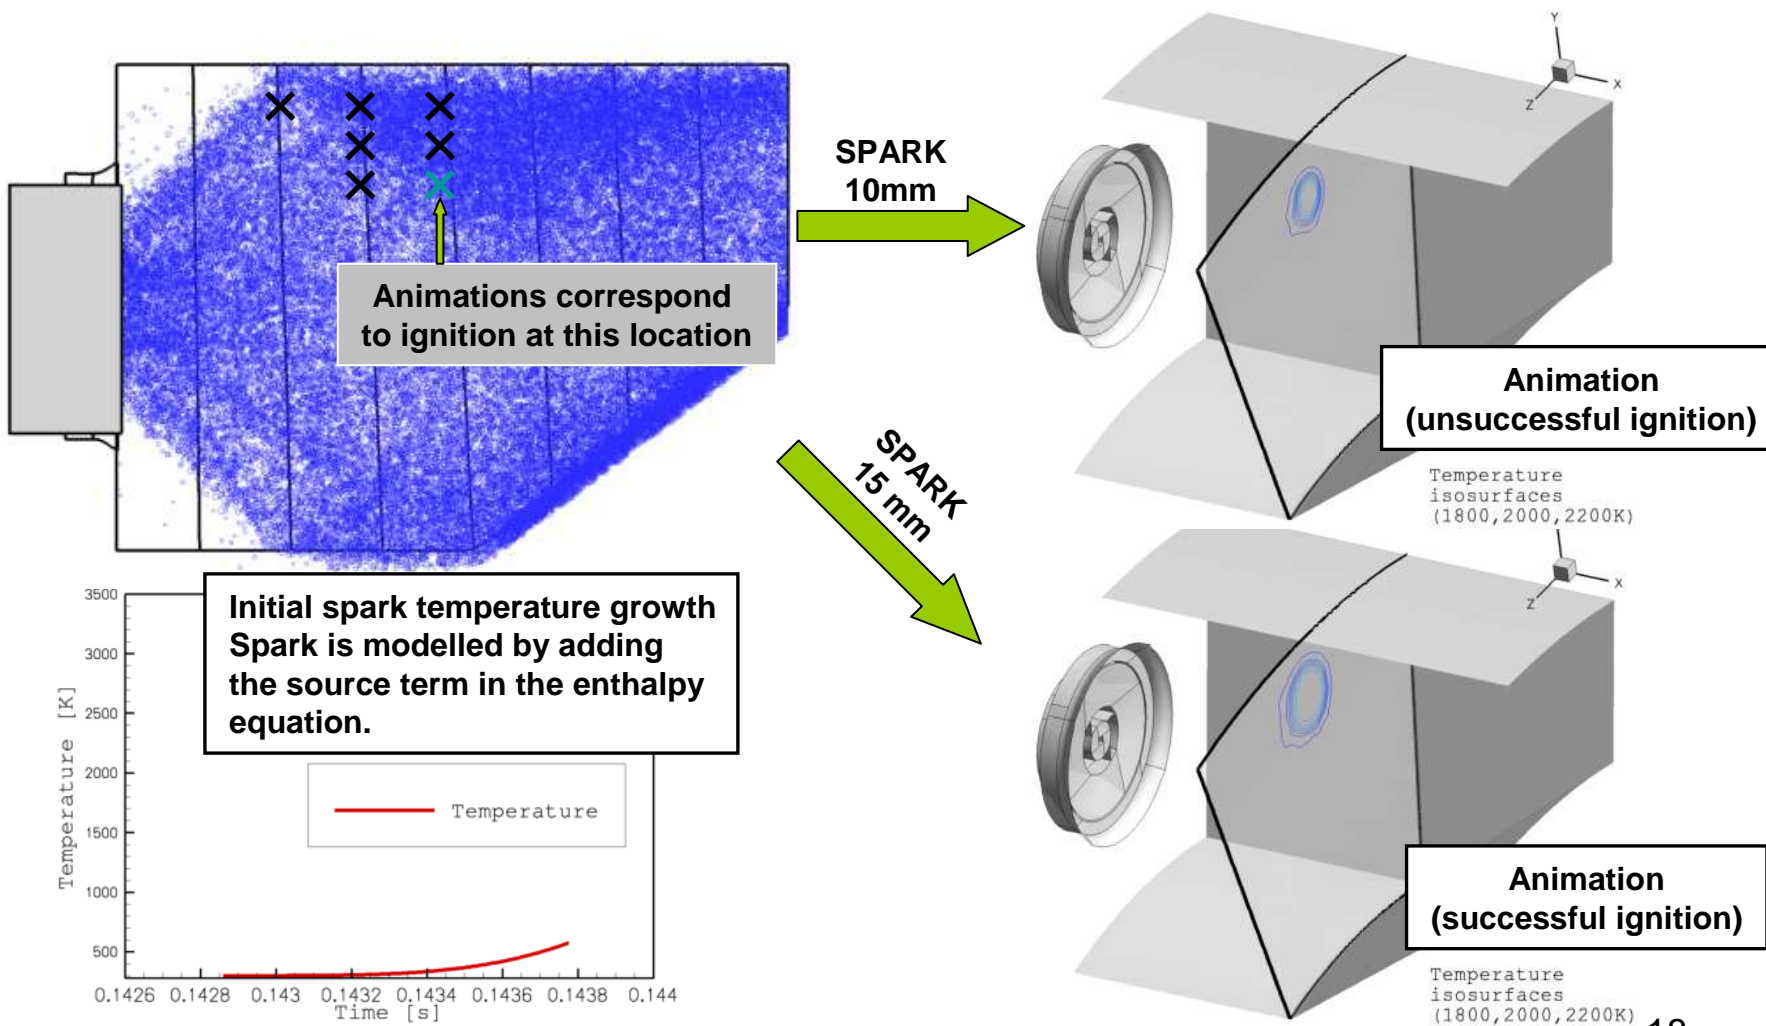 SPARK
10mm
Animations correspond
to ignition at this location
Y
X
Z
Animation
(unsuccessful ignition)
Temperature
isosurfaces
(1800,2000,2200K)
SPARK
15 mm
Initial spark temperature growth
Spark is modelled by adding
the source term in the enthalpy
equation.
Temperature [K]
3500
3000
2500
2000
1500
1000
500
Temperature
0.1426 0.1428 0.143 0.1432 0.1434 0.1436 0.1438 0.144
Time [s]
X
Z
Animation
(successful ignition)
Temperature
isosurfaces
(1800,2000,2200K)